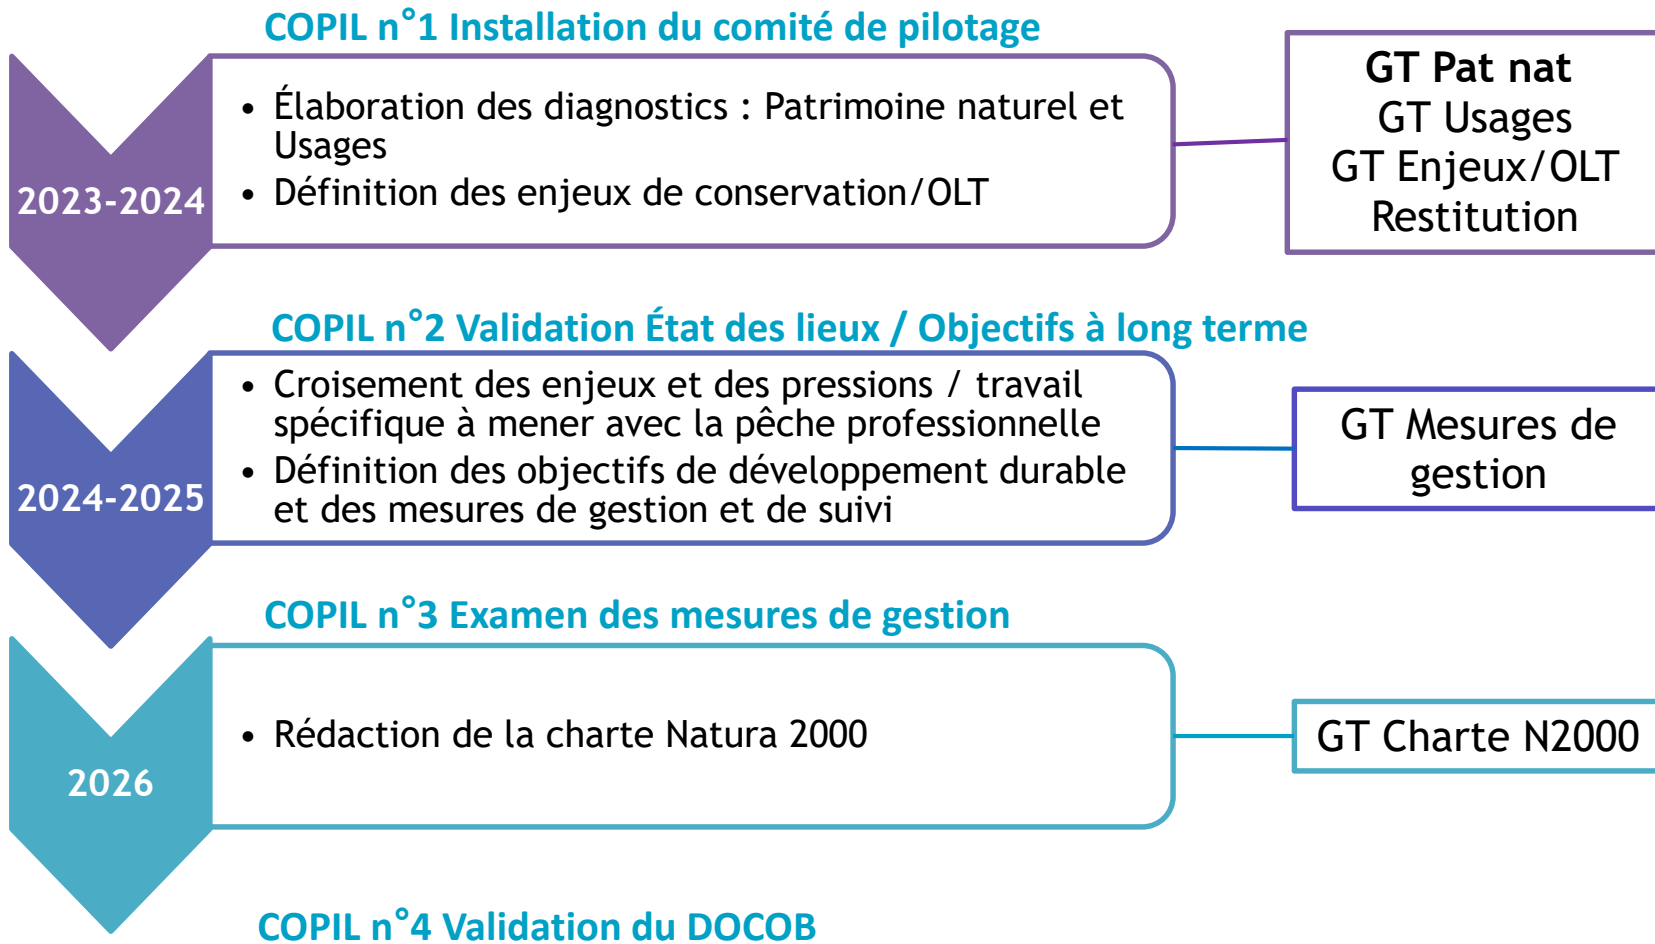 COPIL n°1 Installation du comité de pilotage
2023-2024
• Élaboration des diagnostics : Patrimoine naturel et
Usages
• Définition des enjeux de conservation/OLT
GT Pat nat
GT Usages
GT Enjeux/OLT
Restitution
COPIL n°2 Validation État des lieux / Objectifs à long terme
2024-2025
• Croisement des enjeux et des pressions / travail
spécifique à mener avec la pêche professionnelle
• Définition des objectifs de développement durable
et des mesures de gestion et de suivi
GT Mesures de
gestion
COPIL n°3 Examen des mesures de gestion
2026
• Rédaction de la charte Natura 2000
GT Charte N2000
COPIL n°4 Validation du DOCOB